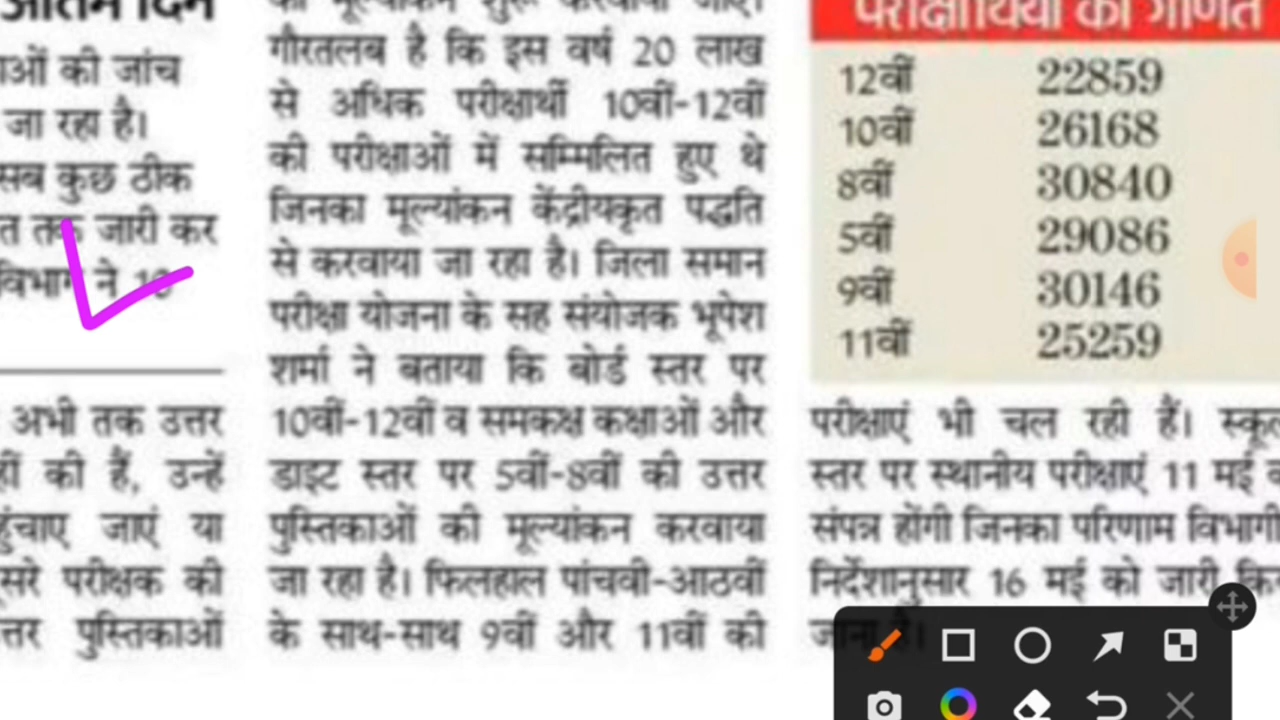 अंतिम दिन
ाओं की जांच
जा रहा है।
सब कुछ ठीक
त तक जारी कर
विभाग ने 10
अभी तक उत्तर
हीं की हैं, उन्हें
हुंचाए जाएं या
सरे परीक्षक की
त्तर पुस्तिकाओं
का मूल्यांकन शुरू करवाया जाए।
गौरतलब है कि इस वर्ष 20 लाख
से अधिक परीक्षार्थी 10वीं-12वीं
की परीक्षाओं में सम्मिलित हुए थे
जिनका मूल्यांकन केंद्रीयकृत पद्धति
से करवाया जा रहा है। जिला समान
परीक्षा योजना के सह संयोजक भूपेश
शर्मा ने बताया कि बोर्ड स्तर पर
10वीं-12वीं व समकक्ष कक्षाओं और
डाइट स्तर पर 5वीं-8वीं की उत्तर
पुस्तिकाओं की मूल्यांकन करवाया
जा रहा है। फिलहाल पांचवी-आठवीं
के साथ-साथ 9वीं और 11वीं की
परीक्षार्थियों की गणित
12वीं 22859
10वीं 26168
8वीं 30840
5वीं 29086
9वीं 30146
11वीं 25259
परीक्षाएं भी चल रही हैं। स्कूल
स्तर पर स्थानीय परीक्षाएं 11 मई क
संपन्न होंगी जिनका परिणाम विभागी
निर्देशानुसार 16 मई को जारी किय
जाना है।